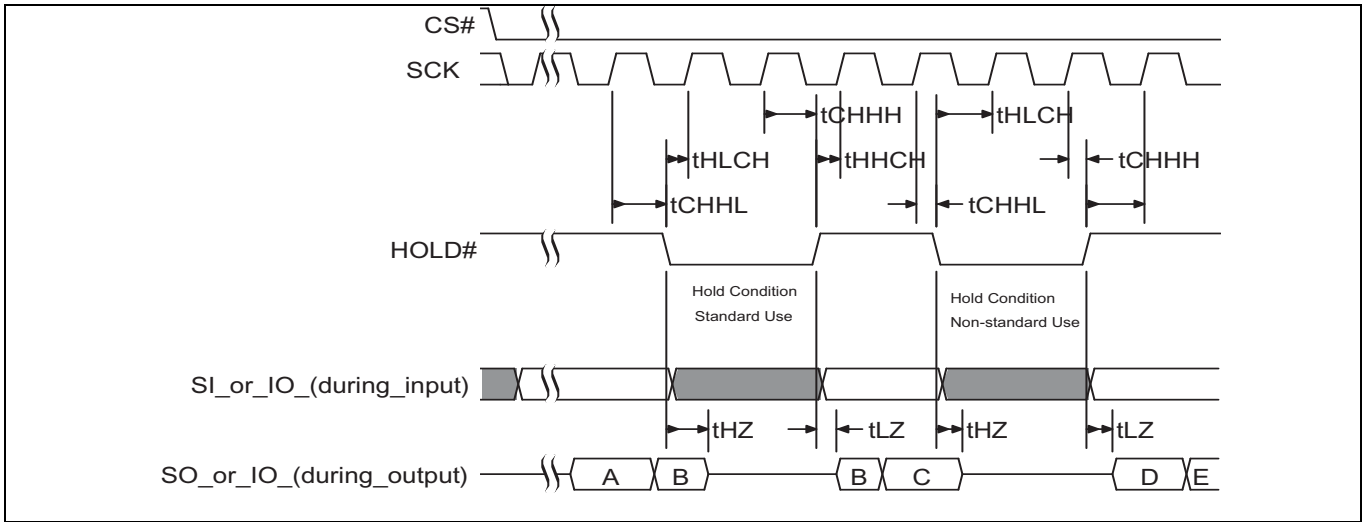 CS#
SCK
tCHHH
tHLCH
tHLCH
tHHCH
tCHHH
tCHHL
tCHHL
HOLD#
Hold Condition
Standard Use
Hold Condition
Non-standard Use
SI_or_IO_(during_input)
tHZ
tLZ
tHZ
tLZ
SO_or_IO_(during_output)
A
B
B
C
D
E